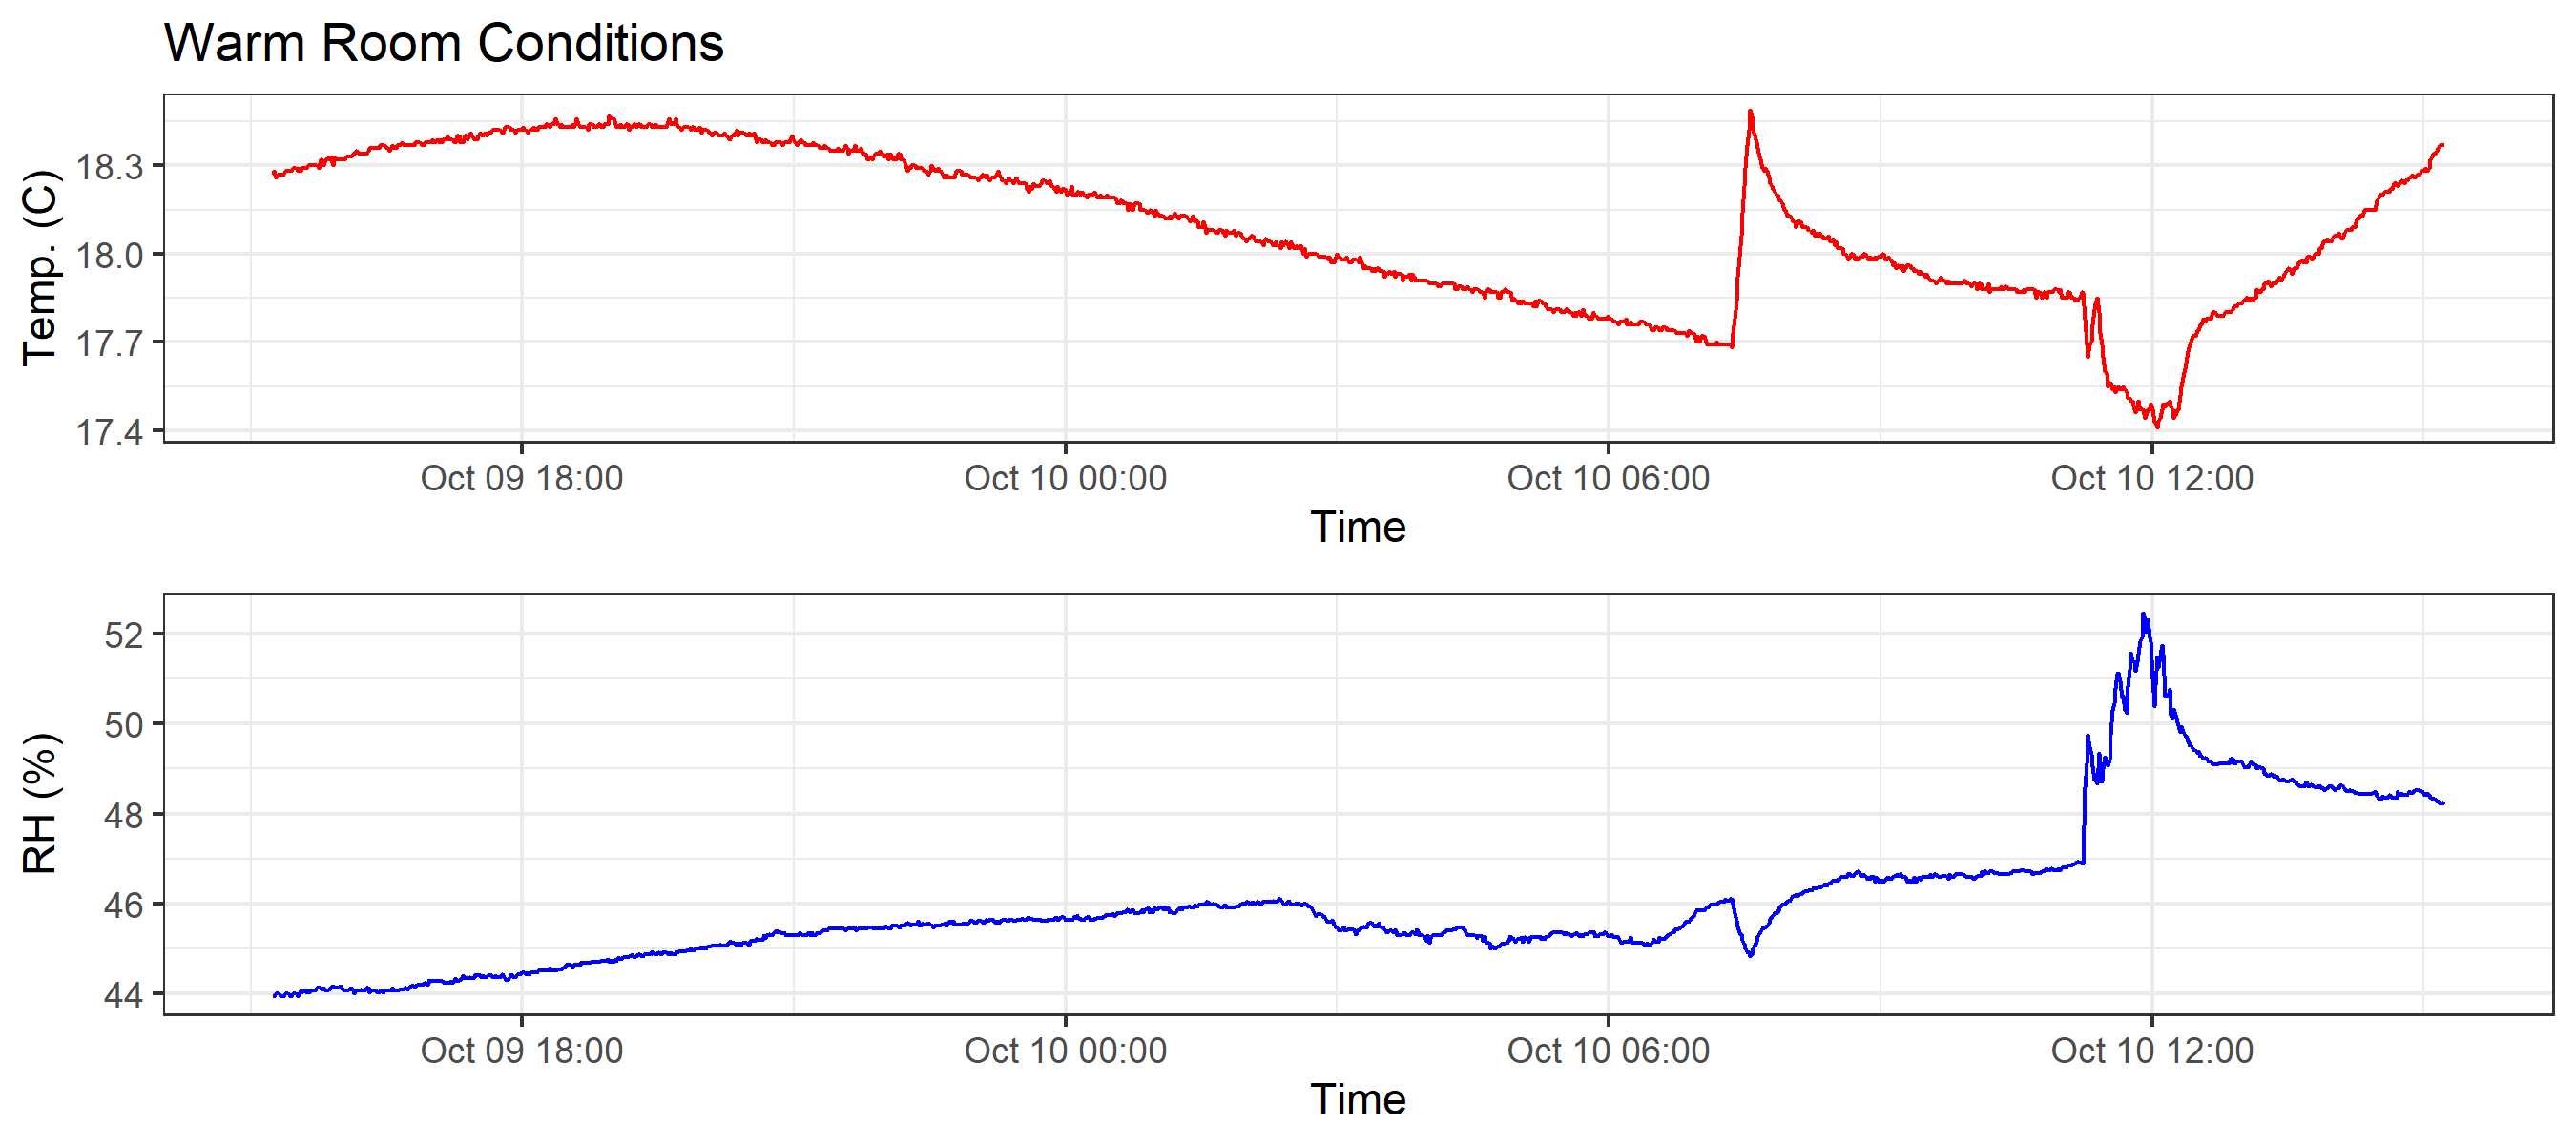 Warm Room Conditions
Temp. (C)
18.3
18.0
17.7
17.4
Oct 09 18:00 Oct 10 00:00 Oct 10 06:00 Oct 10 12:00
Time
RH (%)
52
50
48
46
44
Oct 09 18:00 Oct 10 00:00 Oct 10 06:00 Oct 10 12:00
Time